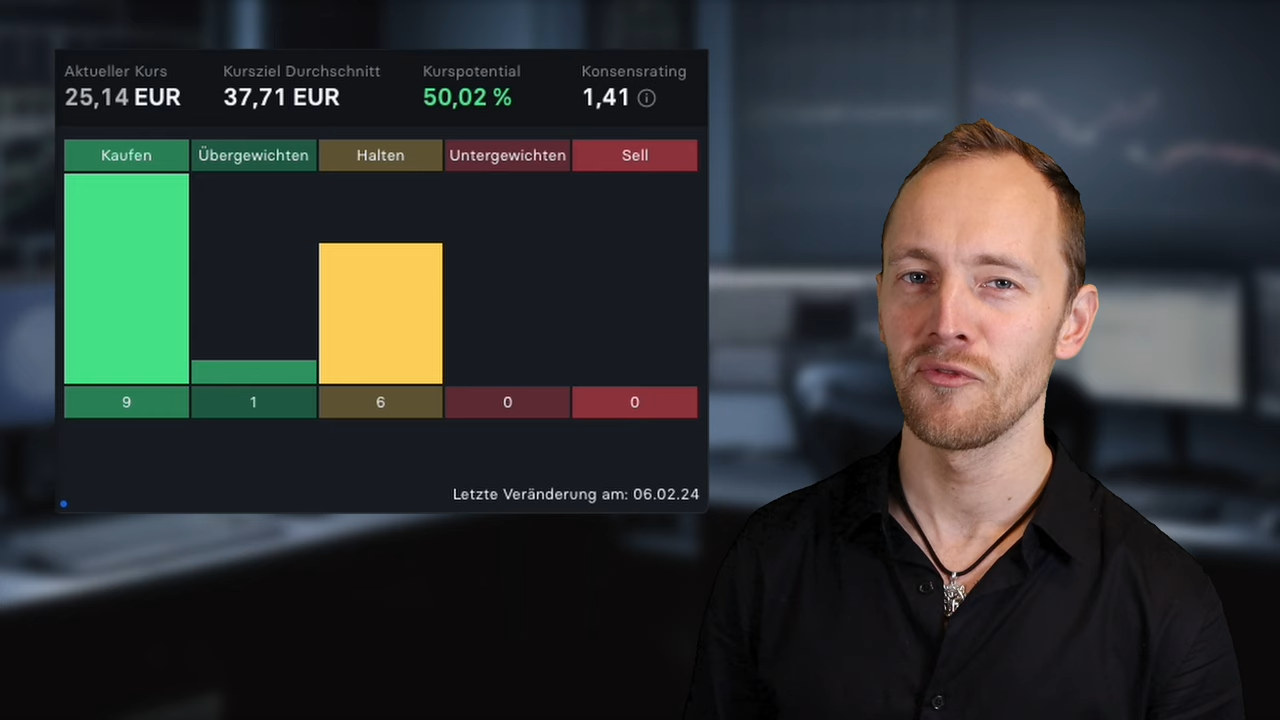 Aktueller Kurs Kursziel Durchschnitt Kurspotential Konsensrating
25,14 EUR 37,71 EUR 50,02 % 1,41
Kaufen Übergewichten Halten Untergewichten Sell
9 1 6 0 0
Letzte Veränderung am: 06.02.24